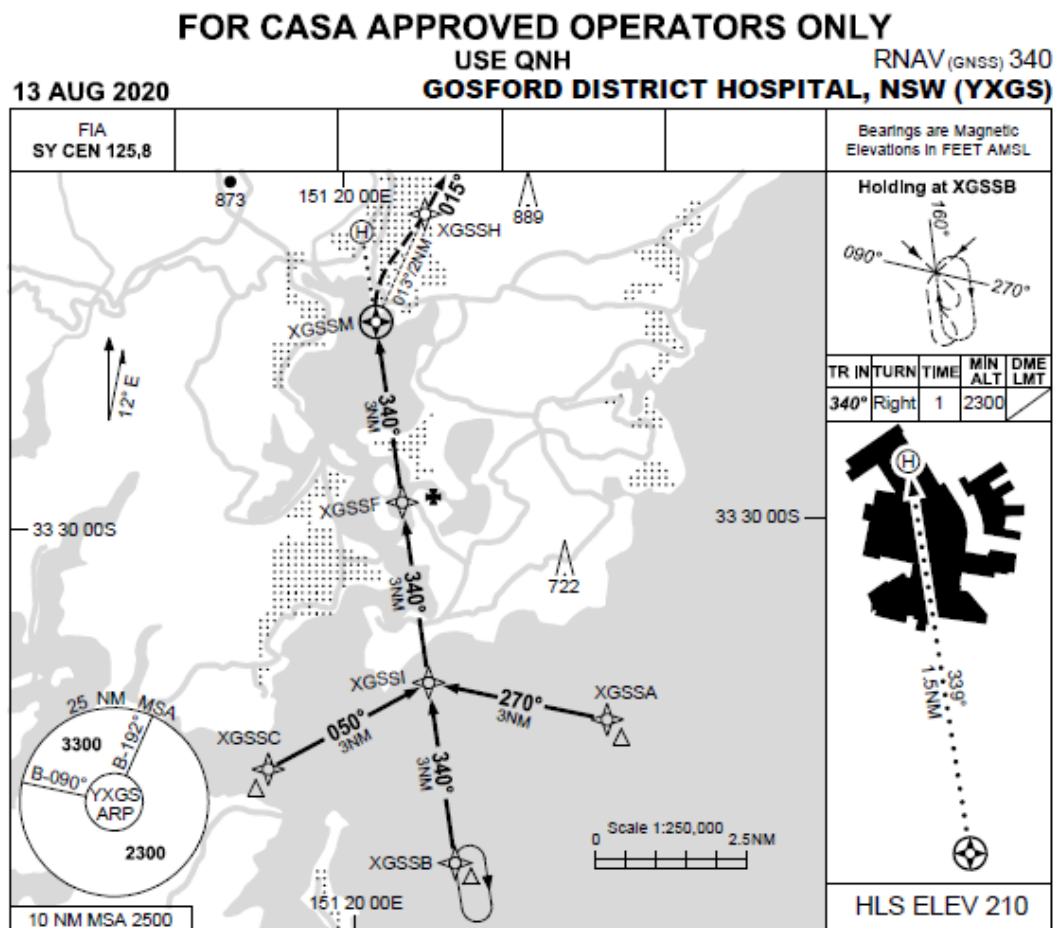 FOR CASA APPROVED OPERATORS ONLY
USE QNH
RNAV (GNSS) 340
13 AUG 2020
GOSFORD DISTRICT HOSPITAL, NSW (YXGS)
FIA
SY CEN 125,8
Bearings are Magnetic
Elevations in FEET AMSL
873
151 20 00E
015°
889
XGSSH
H
013°/2NM
XGSSM
12° E
340°
3NM
XGSSF
33 30 00S
33 30 00S
340°
3NM
722
XGSSI
270°
3NM
XGSSA
XGSSC
050°
3NM
340°
3NM
XGSSB
151 20 00E
Scale 1:250,000
0
2.5NM
25 NM MSA
3300
B-192°
B-090°
YXGS
ARP
2300
10 NM MSA 2500
Holding at XGSSB
160°
090°
270°
TR IN TURN TIME MIN ALT DME LMT
340° Right 1 2300
H
339°
1.5NM
HLS ELEV 210